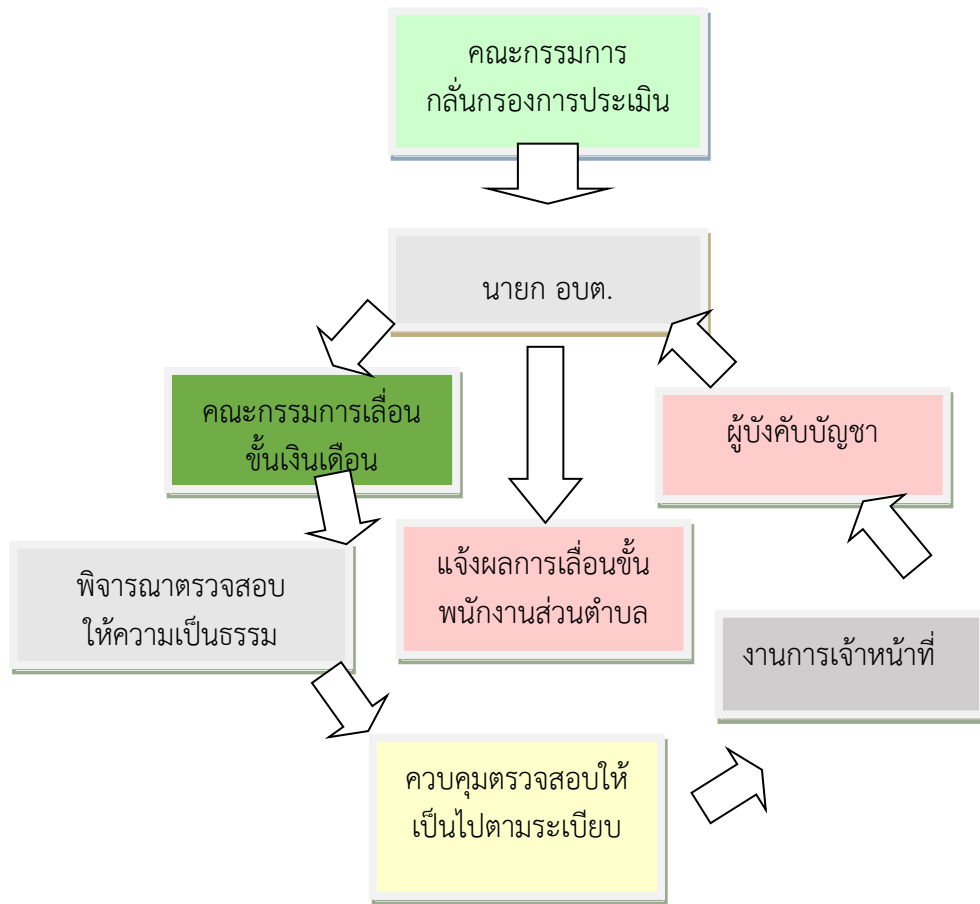 คณะกรรมการ
กลั่นกรองการประเมิน
นายก อบต.
คณะกรรมการเลื่อน
ขั้นเงินเดือน
ผู้บังคับบัญชา
พิจารณาตรวจสอบ
ให้ความเป็นธรรม
แจ้งผลการเลื่อนขั้น
พนักงานส่วนตำบล
งานการเจ้าหน้าที่
ควบคุมตรวจสอบให้
เป็นไปตามระเบียบ